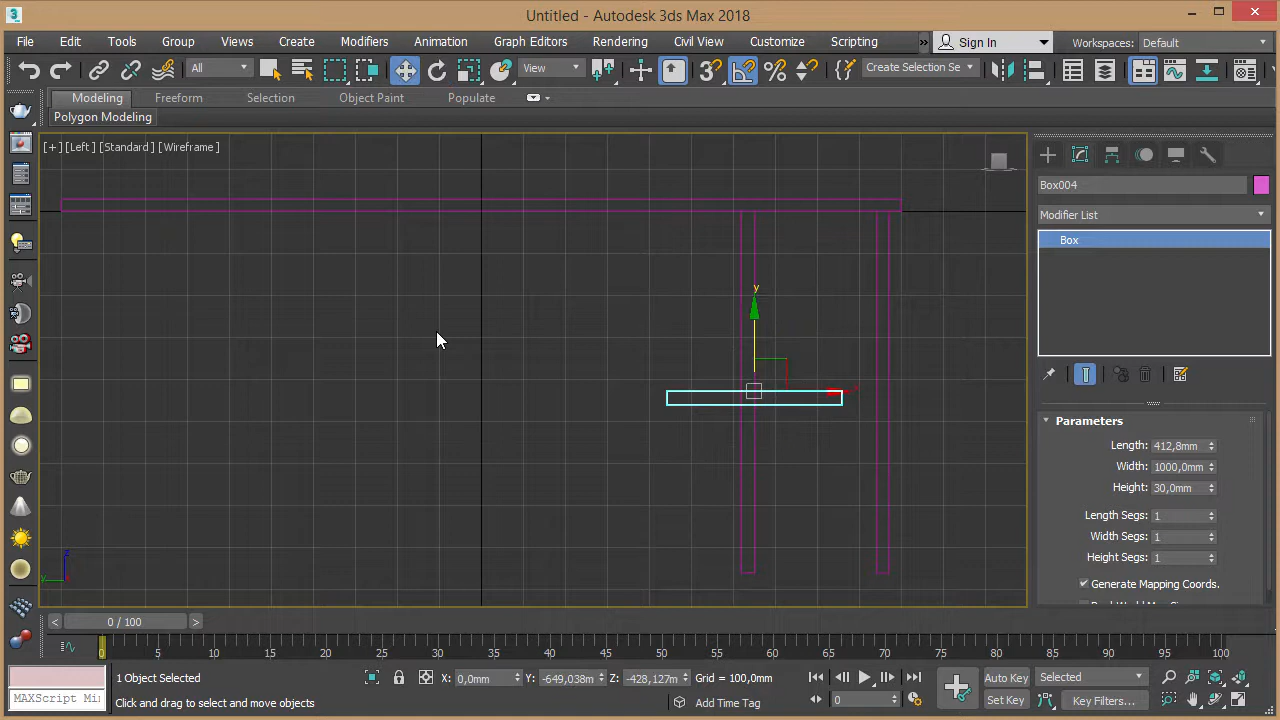 Untitled - Autodesk 3ds Max 2018
File Edit Tools Group Views Create Modifiers Animation Graph Editors Rendering Civil View Customize Scripting Sign In Workspaces: Default
All View Create Selection Se
Modeling Freeform Selection Object Paint Populate
Polygon Modeling
[+] [Left] [Standard] [Wireframe]
Box004
Modifier List
Box
y
Parameters
Length: 412,8mm
Width: 1000,0mm
Height: 30,0mm
Length Segs: 1
Width Segs: 1
Height Segs: 1
Generate Mapping Coords.
z
y
< 0 / 100 >
0 5 10 15 20 25 30 35 40 45 50 55 60 65 70 75 80 85 90 95 100
1 Object Selected X: 0,0mm Y: -649,038m Z: -428,127m Grid = 100,0mm Auto Key Selected
MAXScript Mi Click and drag to select and move objects Add Time Tag 0 Set Key Key Filters...